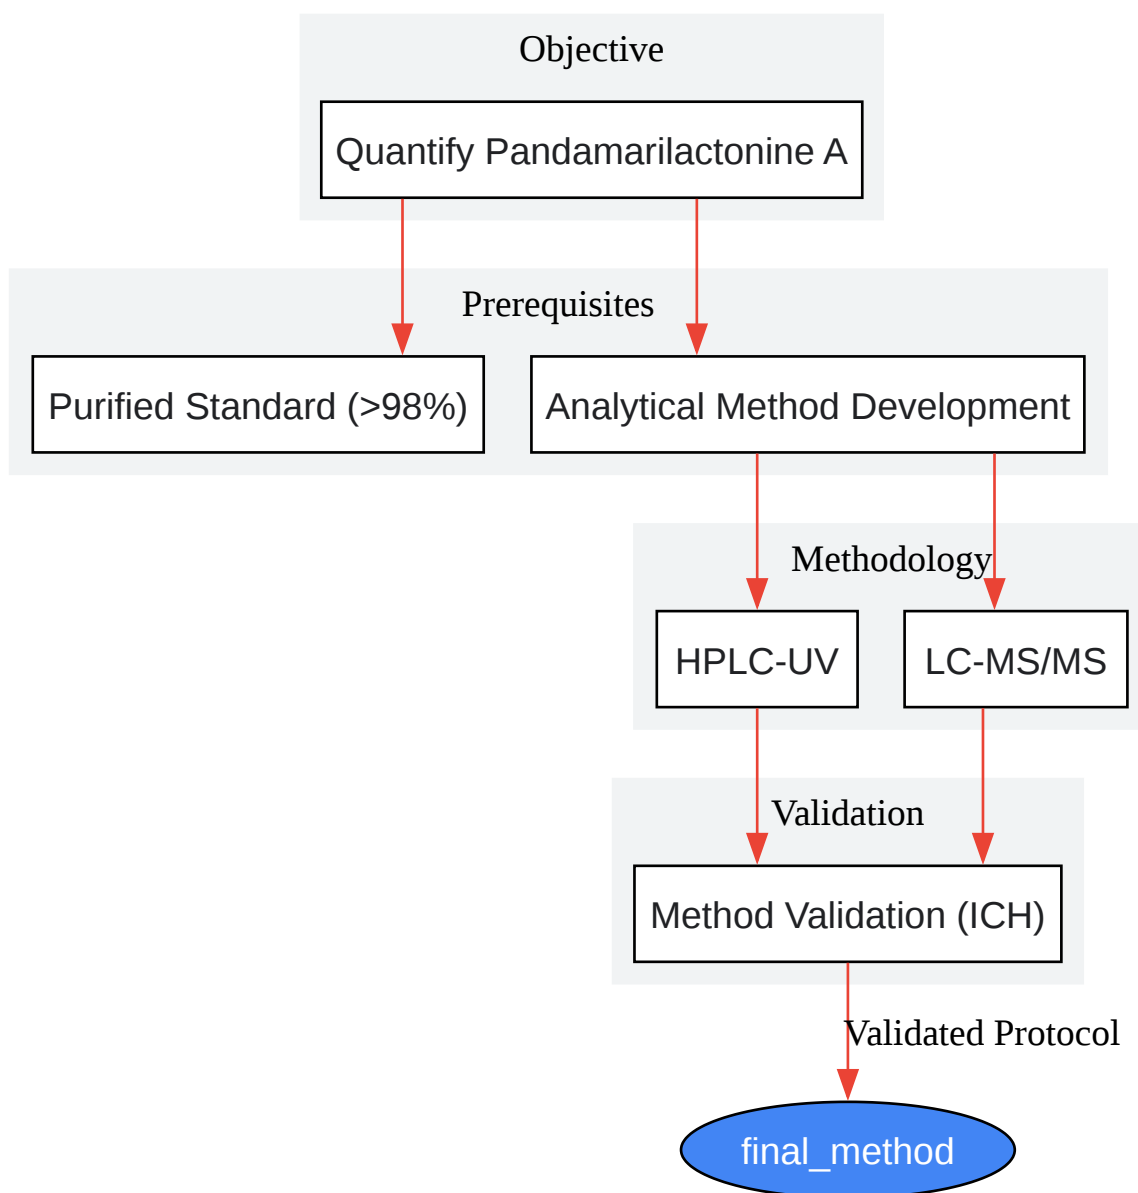 Objective
Quantify Pandamarilactonine A
Prerequisites
Purified Standard (>98%)
Analytical Method Development
Methodology
HPLC-UV
LC-MS/MS
Validation
Method Validation (ICH)
Validated Protocol
final_method